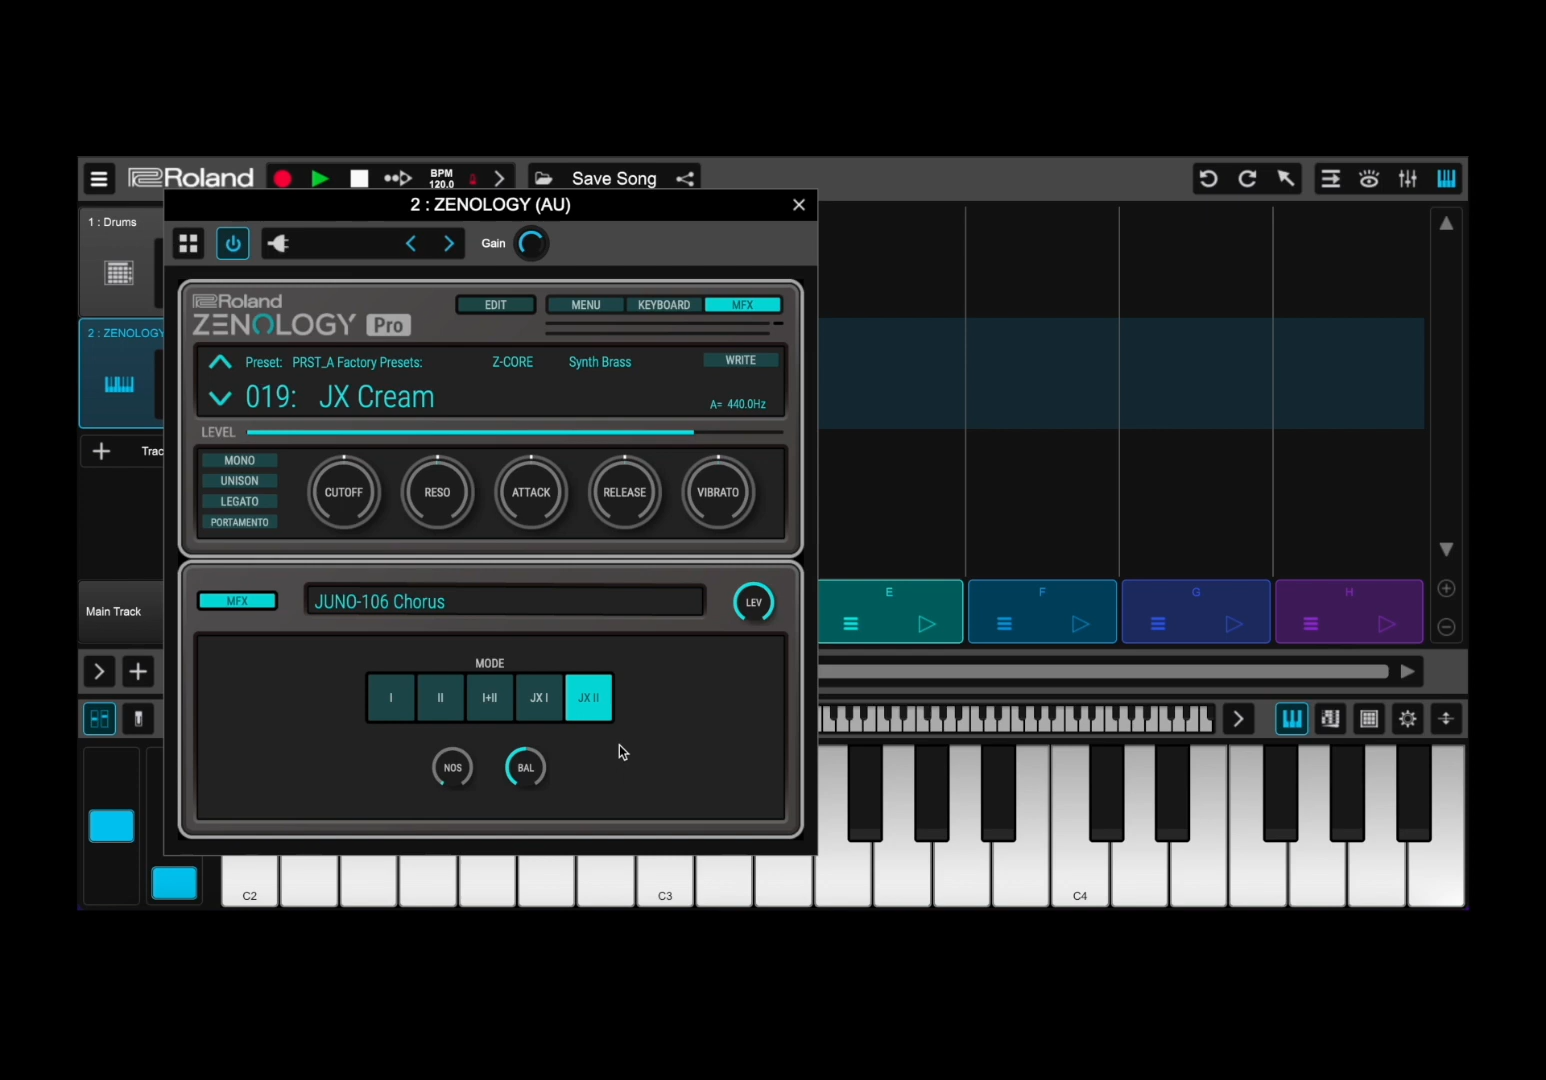 Roland
BPM
120.0
Save Song
2 : ZENOLOGY (AU)
1 : Drums
Gain
Roland
EDIT
MENU
KEYBOARD
MFX
ZENOLOGY Pro
2 : ZENOLOGY
Preset: PRST_A Factory Presets:
Z-CORE
Synth Brass
WRITE
019: JX Cream
A= 440.0Hz
LEVEL
Trac
MONO
UNISON
LEGATO
PORTAMENTO
CUTOFF
RESO
ATTACK
RELEASE
VIBRATO
MFX
JUNO-106 Chorus
LEV
E
F
G
H
Main Track
MODE
I
II
I+II
JX I
JX II
NOS
BAL
C2
C3
C4